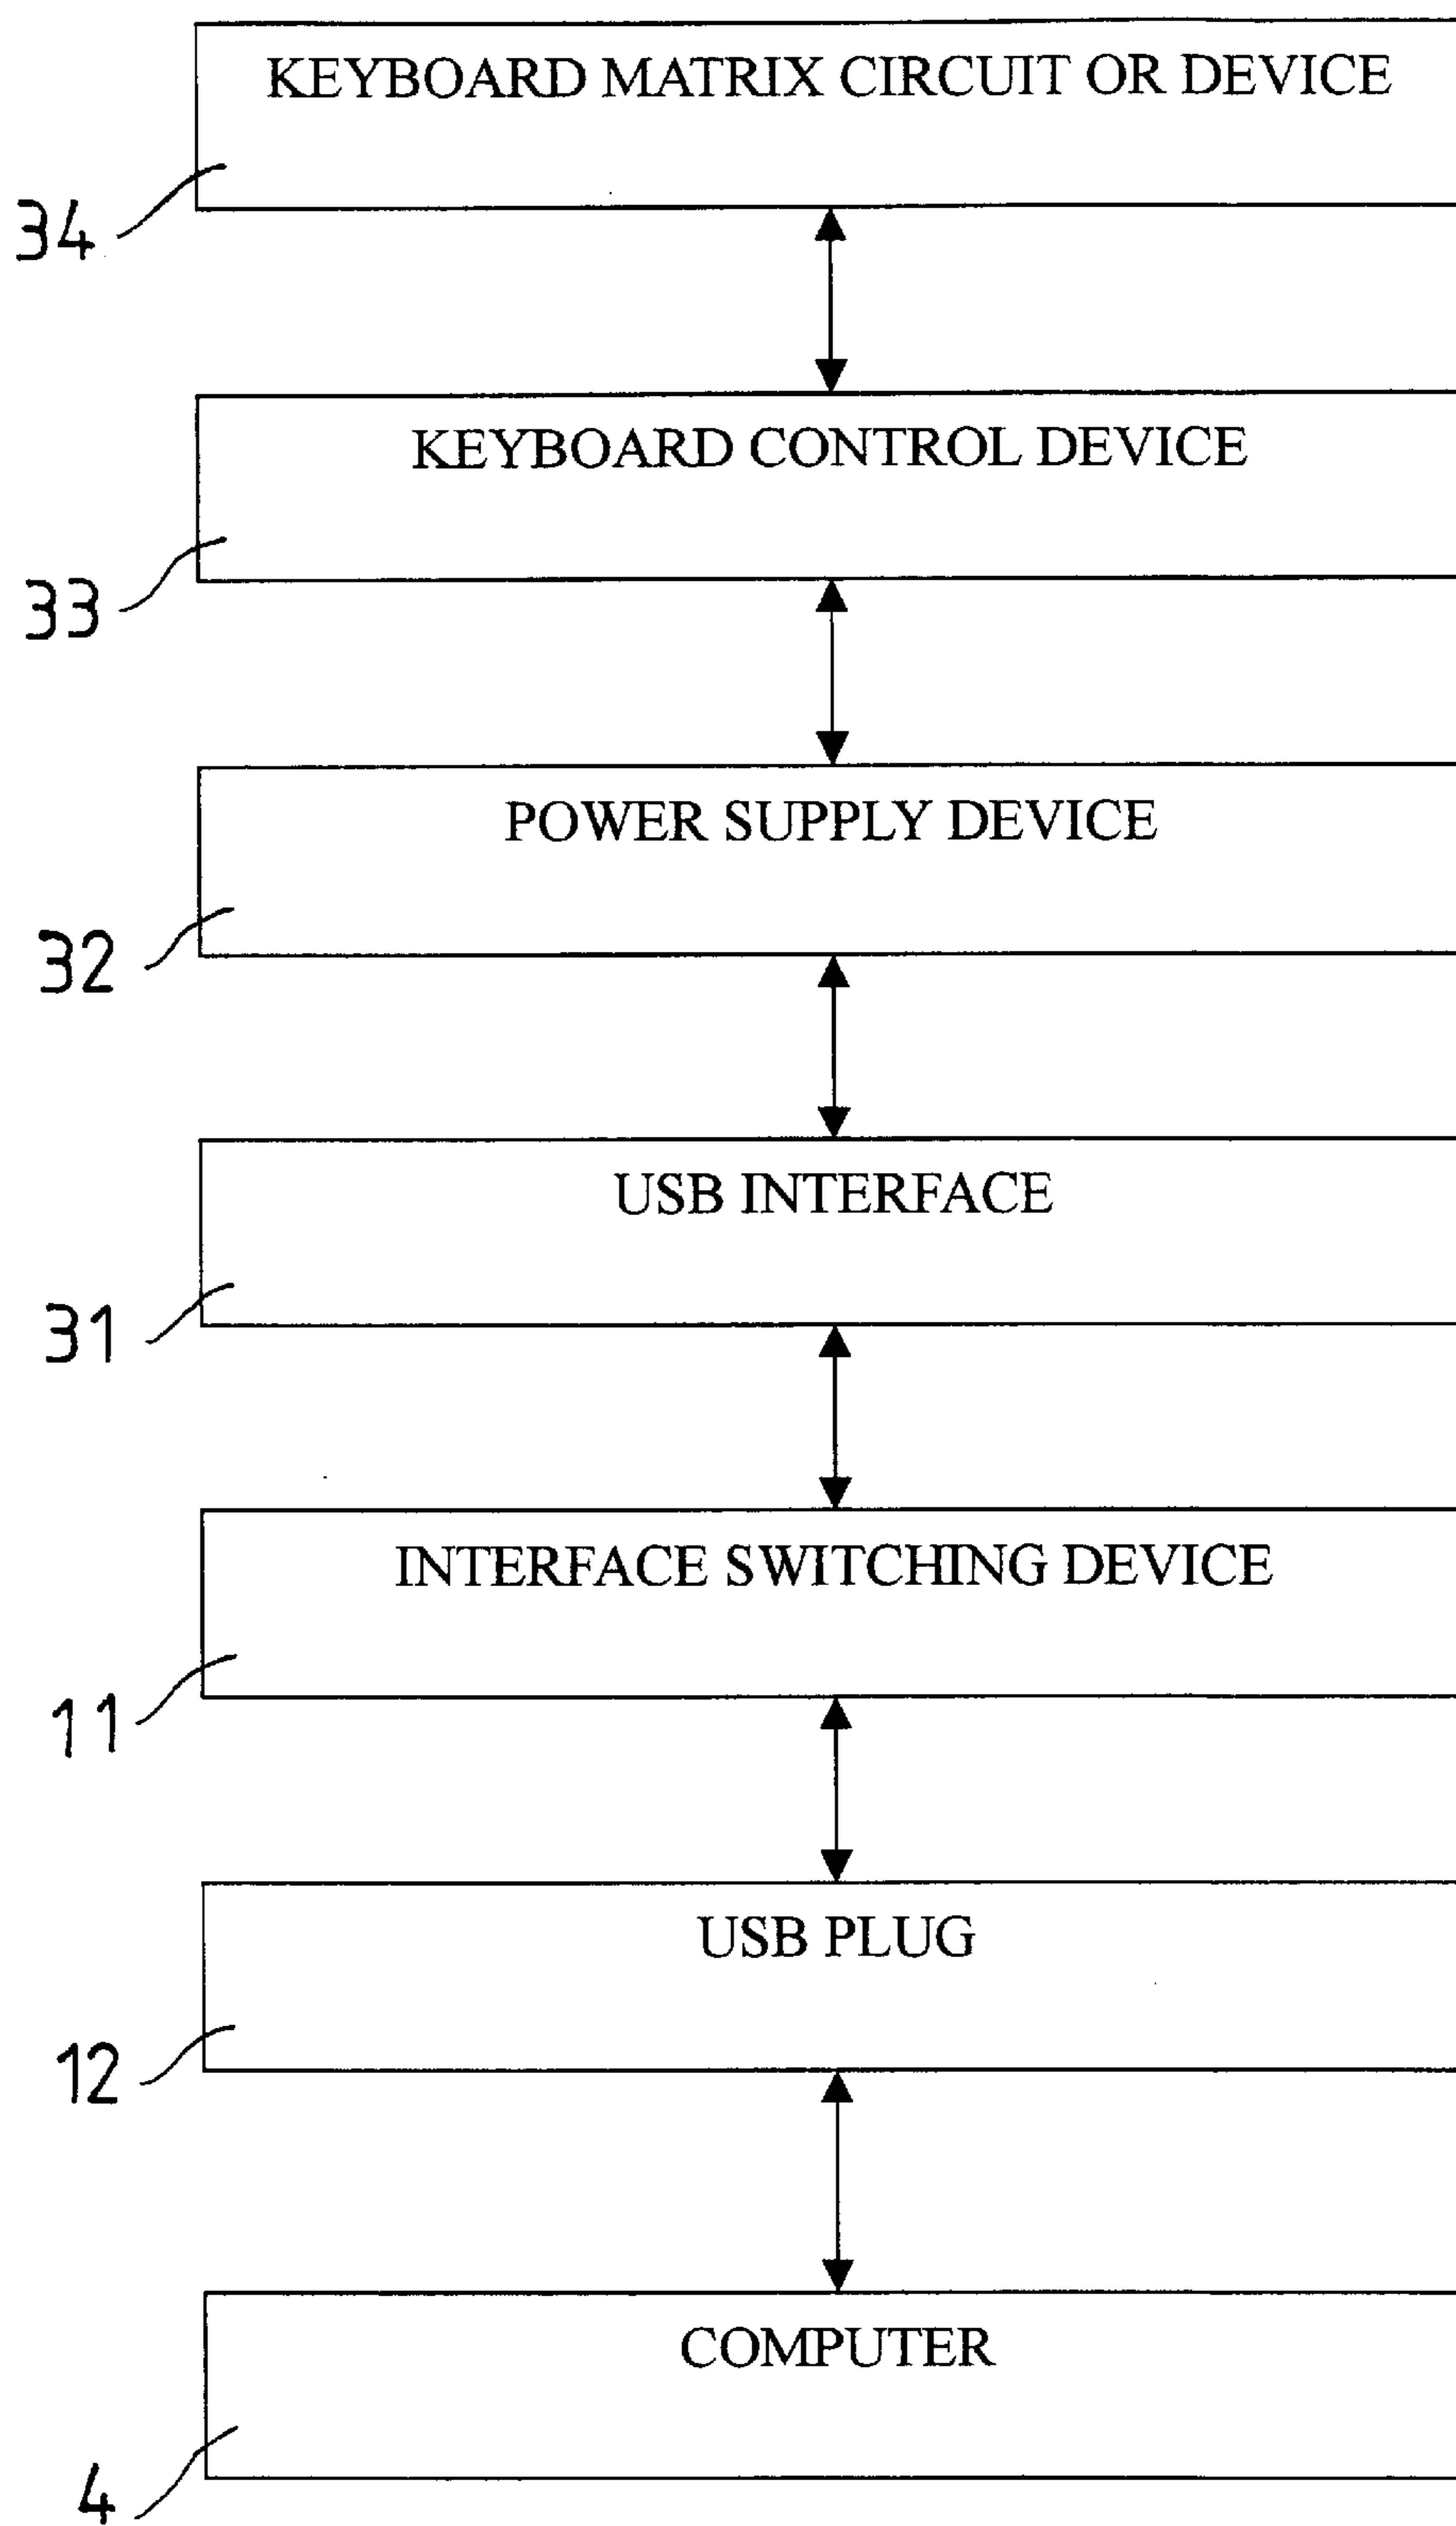 KEYBOARD MATRIX CIRCUIT OR DEVICE
34
KEYBOARD CONTROL DEVICE
33
POWER SUPPLY DEVICE
32
USB INTERFACE
31
INTERFACE SWITCHING DEVICE
11
USB PLUG
12
COMPUTER
4